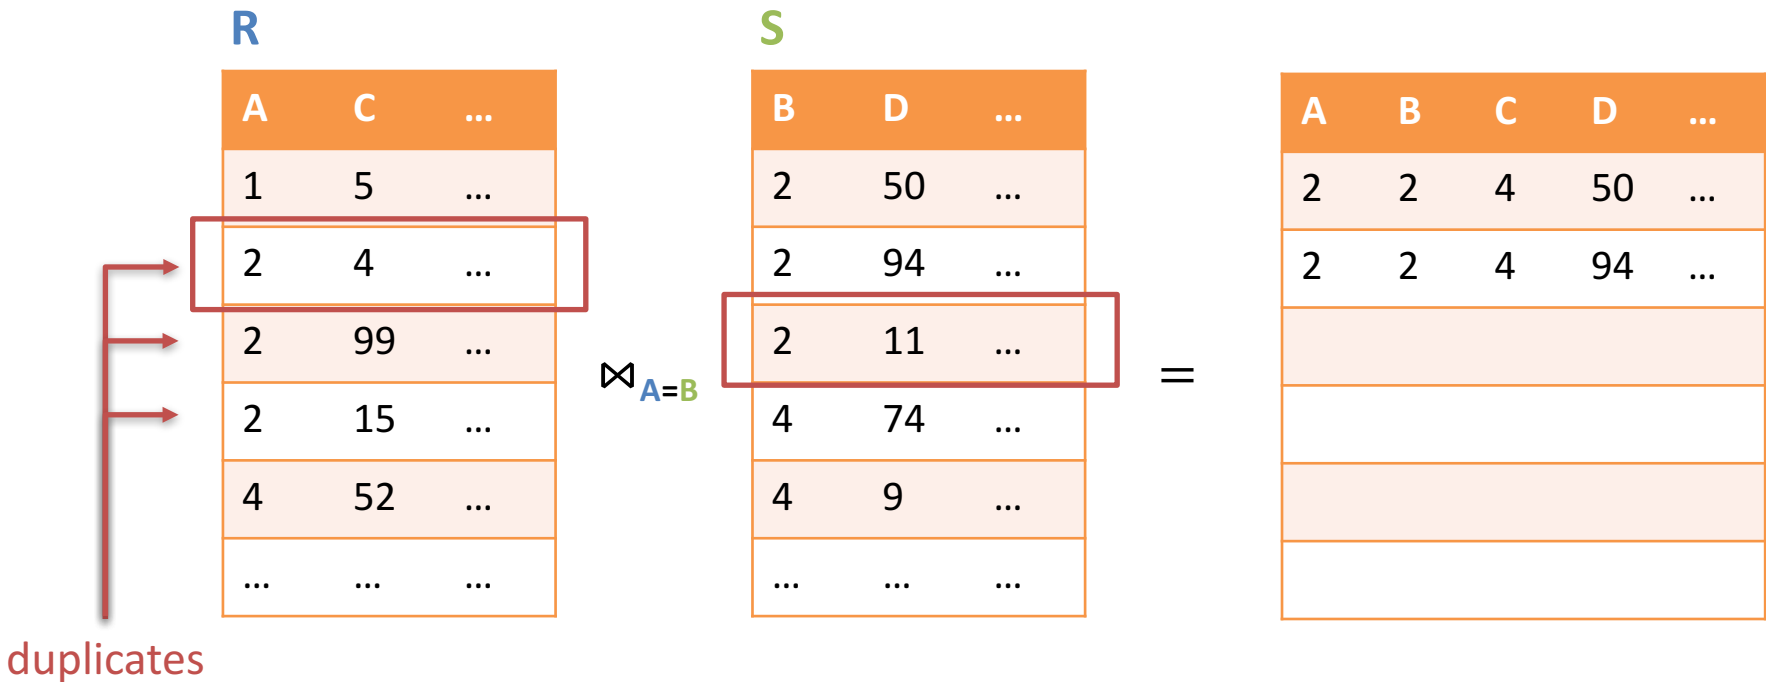 R
A C ...
1 5 ...
2 4 ...
2 99 ...
2 15 ...
4 52 ...
... ... ...
duplicates
⋈A=B
S
B D ...
2 50 ...
2 94 ...
2 11 ...
4 74 ...
4 9 ...
... ... ...
=
A B C D ...
2 2 4 50 ...
2 2 4 94 ...